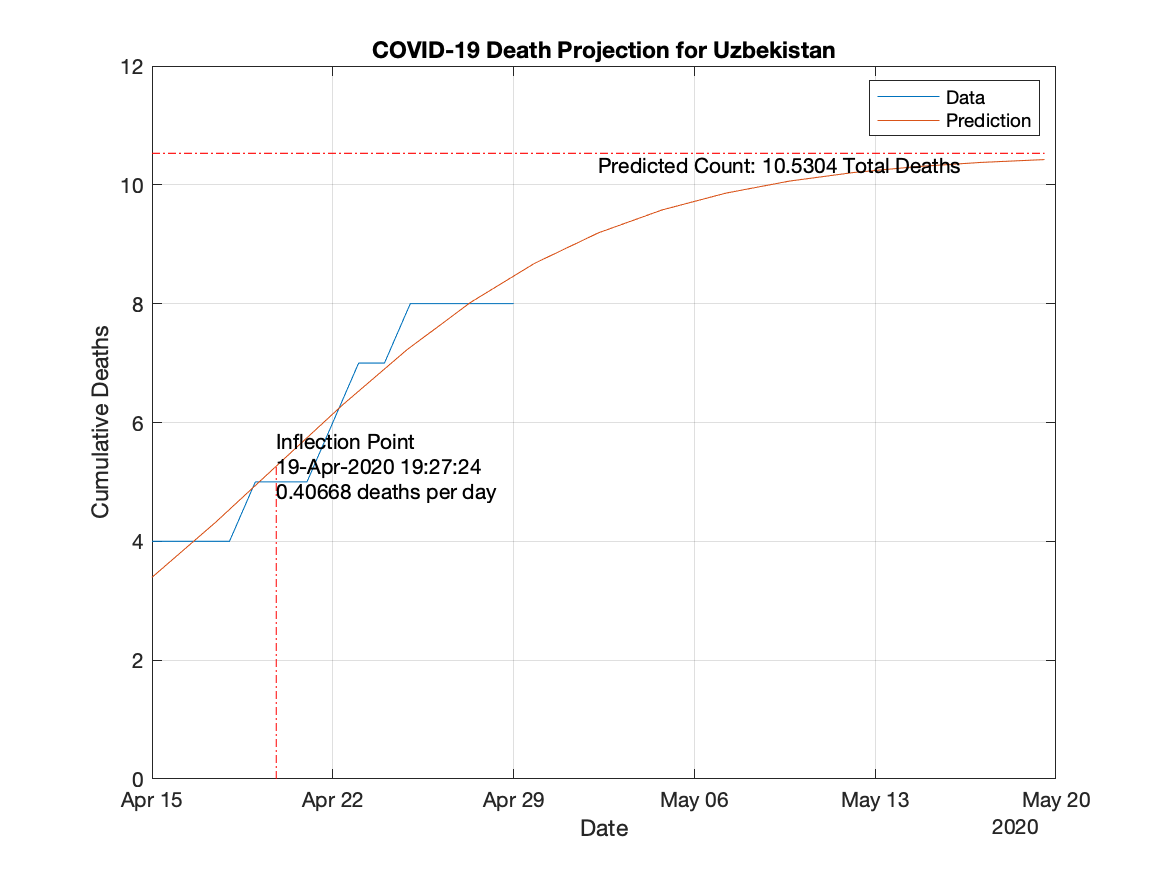 COVID-19 Death Projection for Uzbekistan
12
Data
Prediction
Predicted Count: 10.5304 Total Deaths
10
8
6
Inflection Point
19-Apr-2020 19:27:24
0.40668 deaths per day
4
2
0
Cumulative Deaths
Apr 15 Apr 22 Apr 29 May 06 May 13 May 20
Date
2020